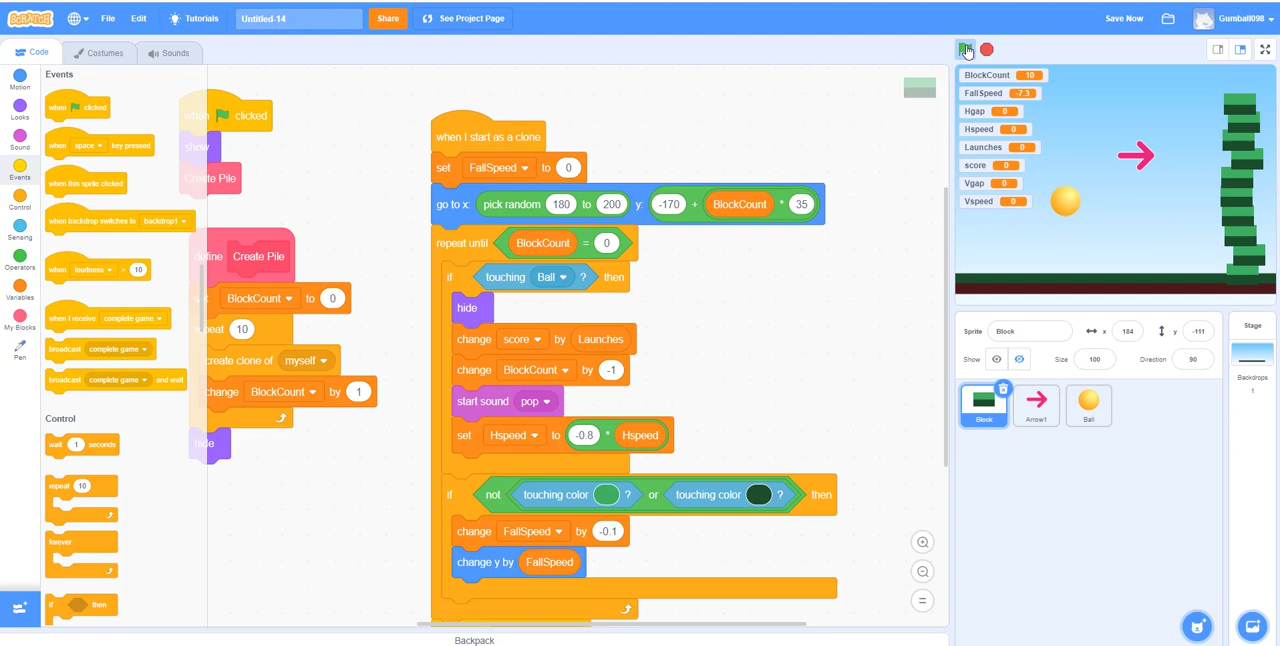 SCRATCH File Edit Tutorials Untitled-14 Share See Project Page Save Now Gumball098
Code Costumes Sounds
Motion
Looks
Sound
Events
Control
Sensing
Operators
Variables
My Blocks
Pen
Events
when clicked
when space key pressed
when this sprite clicked
when backdrop switches to backdrop1
when loudness > 10
when I receive complete game
broadcast complete game
broadcast complete game and wait
Control
wait 1 seconds
repeat 10
forever
if then
when clicked
show
Create Pile
define Create Pile
set BlockCount to 0
repeat 10
create clone of myself
change BlockCount by 1
hide
when I start as a clone
set FallSpeed to 0
go to x: pick random 180 to 200 y: -170 + BlockCount * 35
repeat until BlockCount = 0
if touching Ball ? then
hide
change score by Launches
change BlockCount by -1
start sound pop
set Hspeed to -0.8 * Hspeed
if not touching color ? or touching color ? then
change FallSpeed by -0.1
change y by FallSpeed
BlockCount 10
FallSpeed -7.3
Hgap 0
Hspeed 0
Launches 0
score 0
Vgap 0
Vspeed 0
Sprite Block x 184 y -111
Show Size 100 Direction 90
Block Arrow1 Ball
Stage
Backdrops
1
Backpack